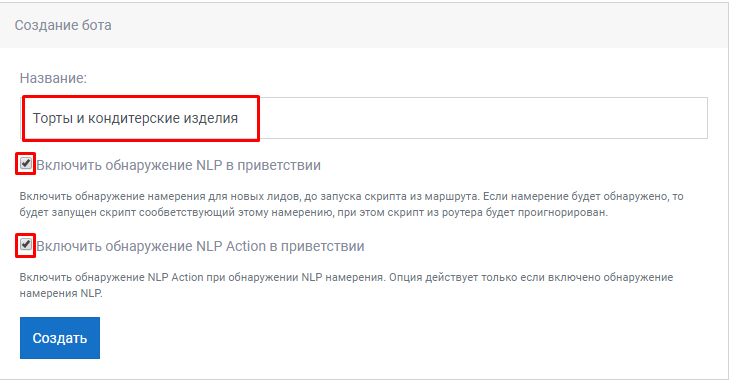 Создание бота
Название:
Торты и кондитерские изделия
Включить обнаружение NLP в приветствии
Включить обнаружение намерения для новых лидов, до запуска скрипта из маршрута. Если намерение будет обнаружено, то
будет запущен скрипт сообветствующий этому намерению, при этом скрипт из роутера будет проигнорирован.
Включить обнаружение NLP Action в приветствии
Включить обнаружение NLP Action при обнаружении NLP намерения. Опция действует только если включено обнаружение
намерения NLP.
Создать